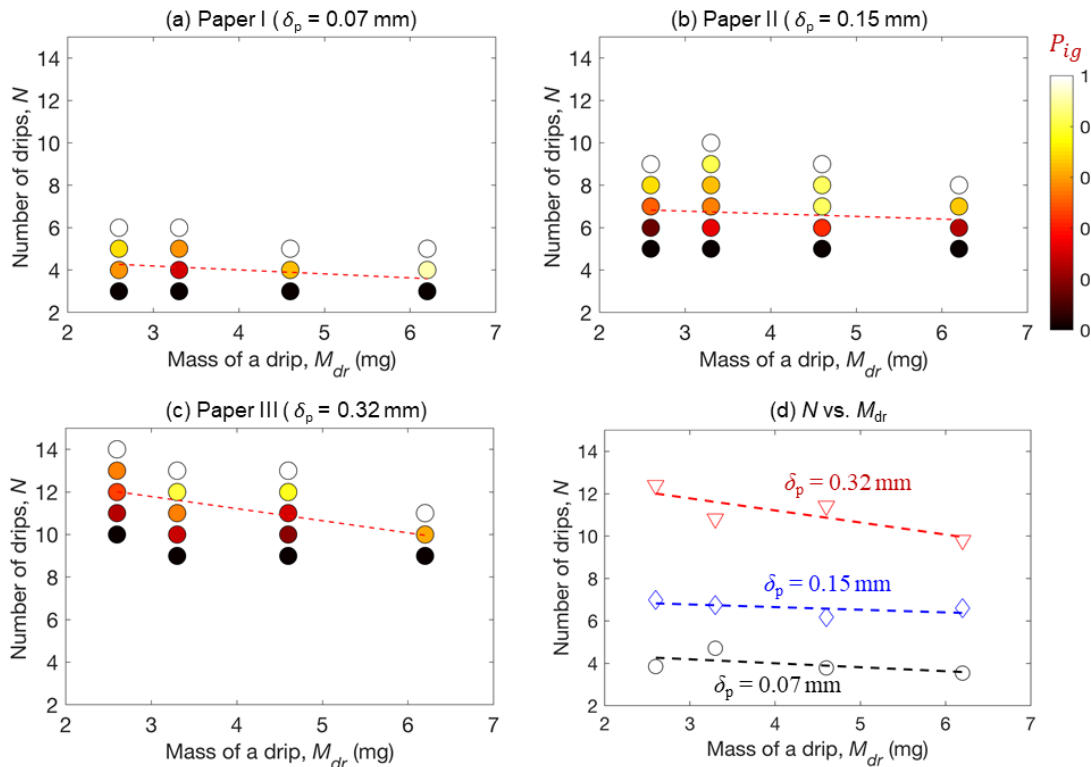 (a) Paper I ( δp = 0.07 mm)
14
12
10
8
6
4
2
2 3 4 5 6 7
Number of drips, N
Mass of a drip, Mdr (mg)
(b) Paper II ( δp = 0.15 mm)
14
12
10
8
6
4
2
2 3 4 5 6 7
Number of drips, N
Mass of a drip, Mdr (mg)
Pig
1
0
0
0
0
0
(c) Paper III ( δp = 0.32 mm)
14
12
10
8
6
4
2
2 3 4 5 6 7
Number of drips, N
Mass of a drip, Mdr (mg)
(d) N vs. Mdr
14
12
10
8
6
4
2
δp = 0.32 mm
δp = 0.15 mm
δp = 0.07 mm
2 3 4 5 6 7
Number of drips, N
Mass of a drip, Mdr (mg)